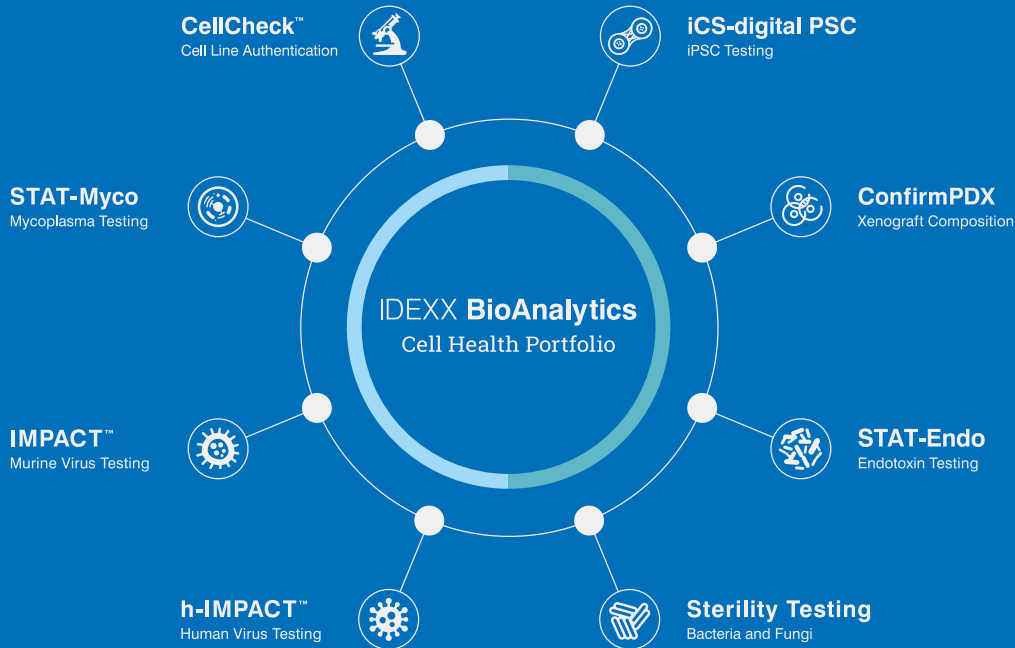 CellCheck™
Cell Line Authentication
iCS-digital PSC
iPSC Testing
STAT-Myco
Mycoplasma Testing
ConfirmPDX
Xenograft Composition
IDEXX BioAnalytics
Cell Health Portfolio
IMPACT™
Murine Virus Testing
STAT-Endo
Endotoxin Testing
h-IMPACT™
Human Virus Testing
Sterility Testing
Bacteria and Fungi